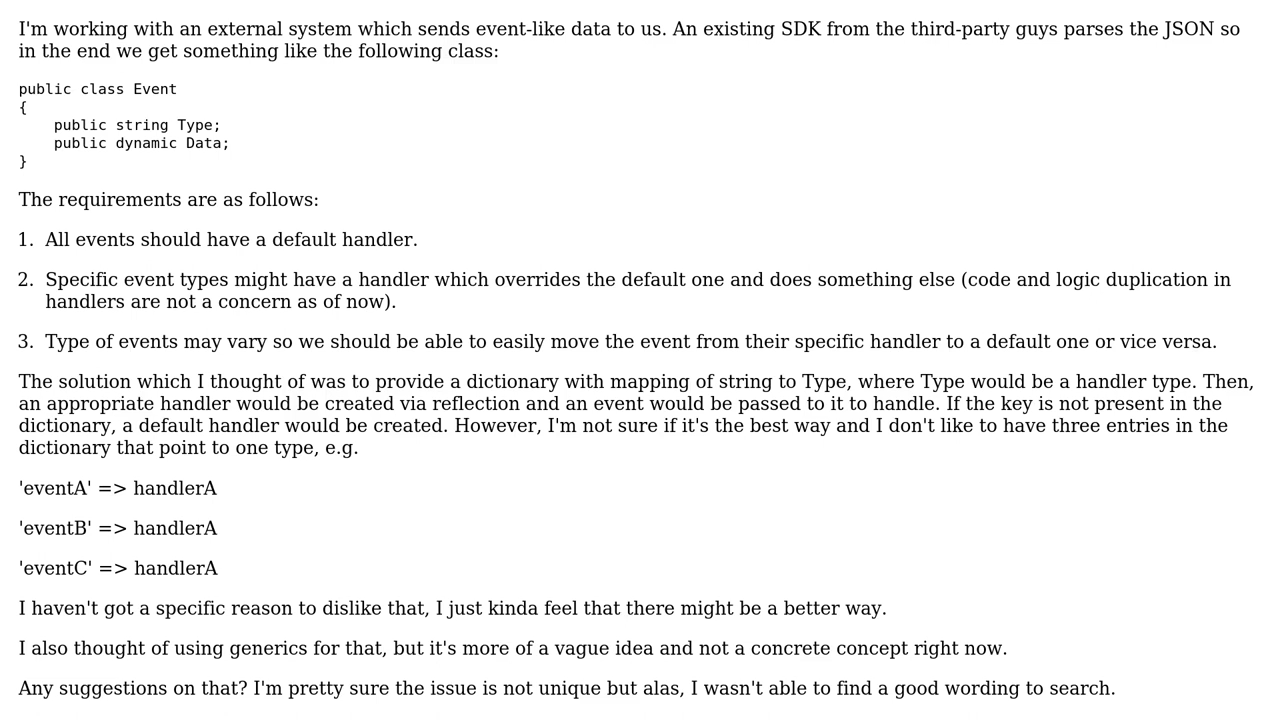 I'm working with an external system which sends event-like data to us. An existing SDK from the third-party guys parses the JSON so
in the end we get something like the following class:
public class Event
{
    public string Type;
    public dynamic Data;
}
The requirements are as follows:
1. All events should have a default handler.
2. Specific event types might have a handler which overrides the default one and does something else (code and logic duplication in
handlers are not a concern as of now).
3. Type of events may vary so we should be able to easily move the event from their specific handler to a default one or vice versa.
The solution which I thought of was to provide a dictionary with mapping of string to Type, where Type would be a handler type. Then,
an appropriate handler would be created via reflection and an event would be passed to it to handle. If the key is not present in the
dictionary, a default handler would be created. However, I'm not sure if it's the best way and I don't like to have three entries in the
dictionary that point to one type, e.g.
'eventA' => handlerA
'eventB' => handlerA
'eventC' => handlerA
I haven't got a specific reason to dislike that, I just kinda feel that there might be a better way.
I also thought of using generics for that, but it's more of a vague idea and not a concrete concept right now.
Any suggestions on that? I'm pretty sure the issue is not unique but alas, I wasn't able to find a good wording to search.